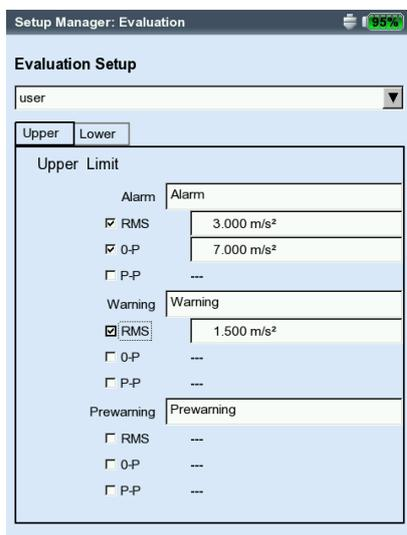 Setup Manager: Evaluation 95%
Evaluation Setup
user
Upper Lower
Upper Limit
Alarm Alarm
RMS 3.000 m/s²
0-P 7.000 m/s²
P-P ---
Warning Warning
RMS 1.500 m/s²
0-P ---
P-P ---
Prewarning Prewarning
RMS ---
0-P ---
P-P ---